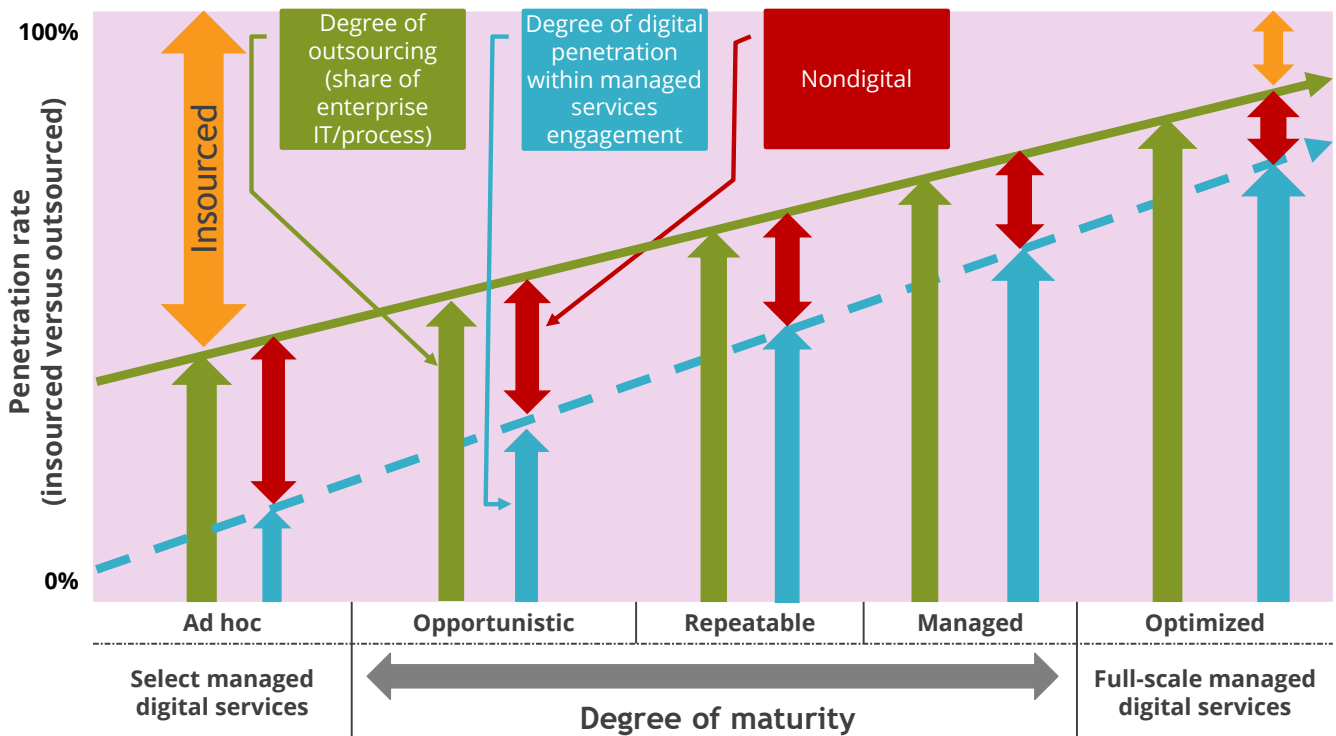 100%
Degree of
outsourcing
(share of
enterprise
IT/process)
Degree of digital
penetration
within managed
services
engagement
Nondigital
Insourced
Penetration rate
(insourced versus outsourced)
0%
Ad hoc
Opportunistic
Repeatable
Managed
Optimized
Select managed
digital services
Degree of maturity
Full-scale managed
digital services